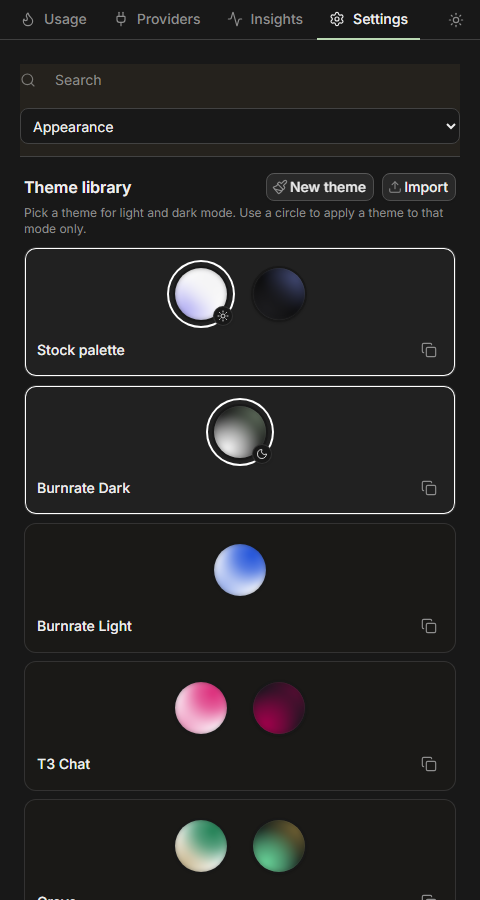 Usage
Providers
Insights
Settings
Search
Appearance
Theme library
New theme
Import
Pick a theme for light and dark mode. Use a circle to apply a theme to that
mode only.
Stock palette
Burnrate Dark
Burnrate Light
T3 Chat